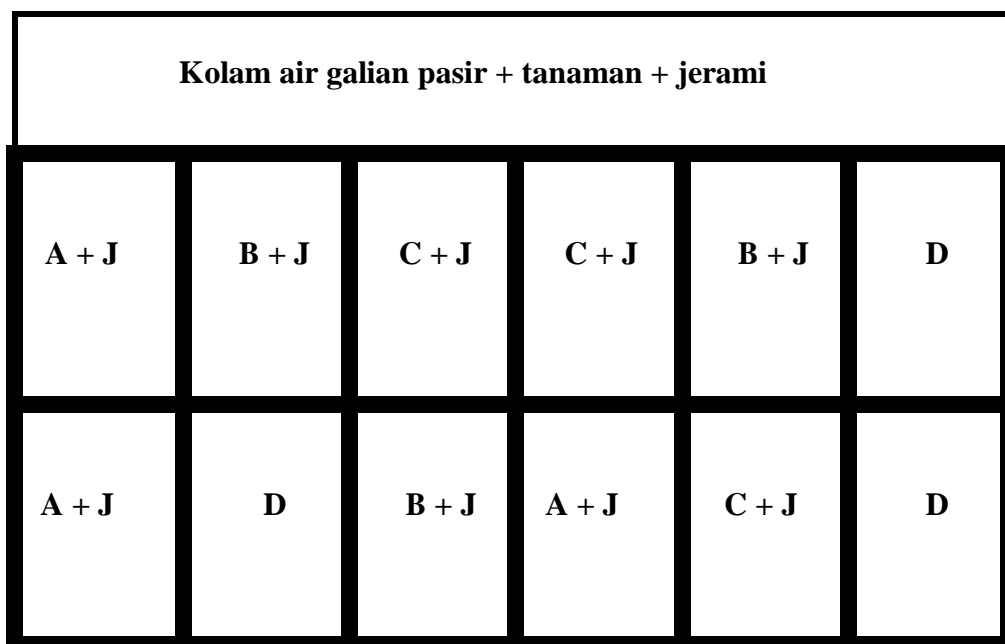 Kolam air galian pasir + tanaman + jerami
A + J B + J C + J C + J B + J D
A + J D B + J A + J C + J D